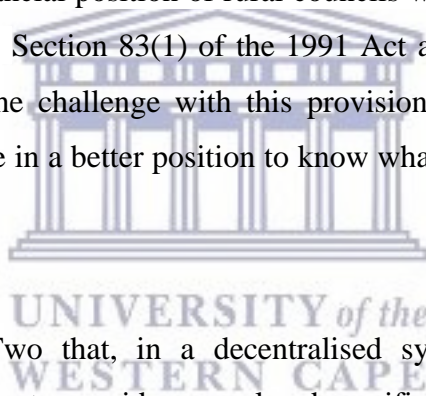 nancial position of rural councils w
Section 83(1) of the 1991 Act a
ne challenge with this provision
e in a better position to know wha
UNIVERSITY of the
Two that, in a decentralised sy
WESTERN CAPE